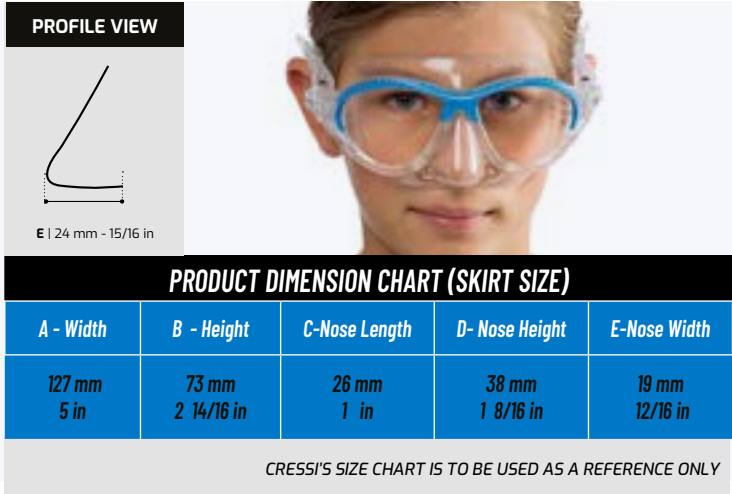 PROFILE VIEW
E | 24 mm - 15/16 in
PRODUCT DIMENSION CHART (SKIRT SIZE)
A - Width B - Height C-Nose Length D- Nose Height E-Nose Width
127 mm 73 mm 26 mm 38 mm 19 mm
5 in 2 14/16 in 1 in 1 8/16 in 12/16 in
CRESSI'S SIZE CHART IS TO BE USED AS A REFERENCE ONLY